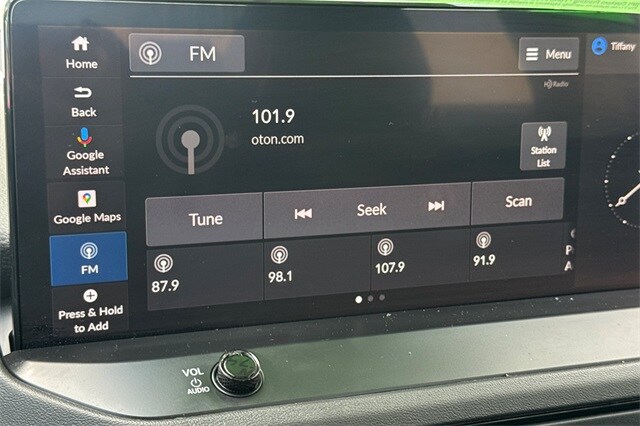 Home
FM
Menu
Tiffany
HD Radio
Back
101.9
oton.com
Google
Assistant
Station
List
Google Maps
Tune
Seek
Scan
FM
87.9
98.1
107.9
91.9
Press & Hold
to Add
VOL
AUDIO